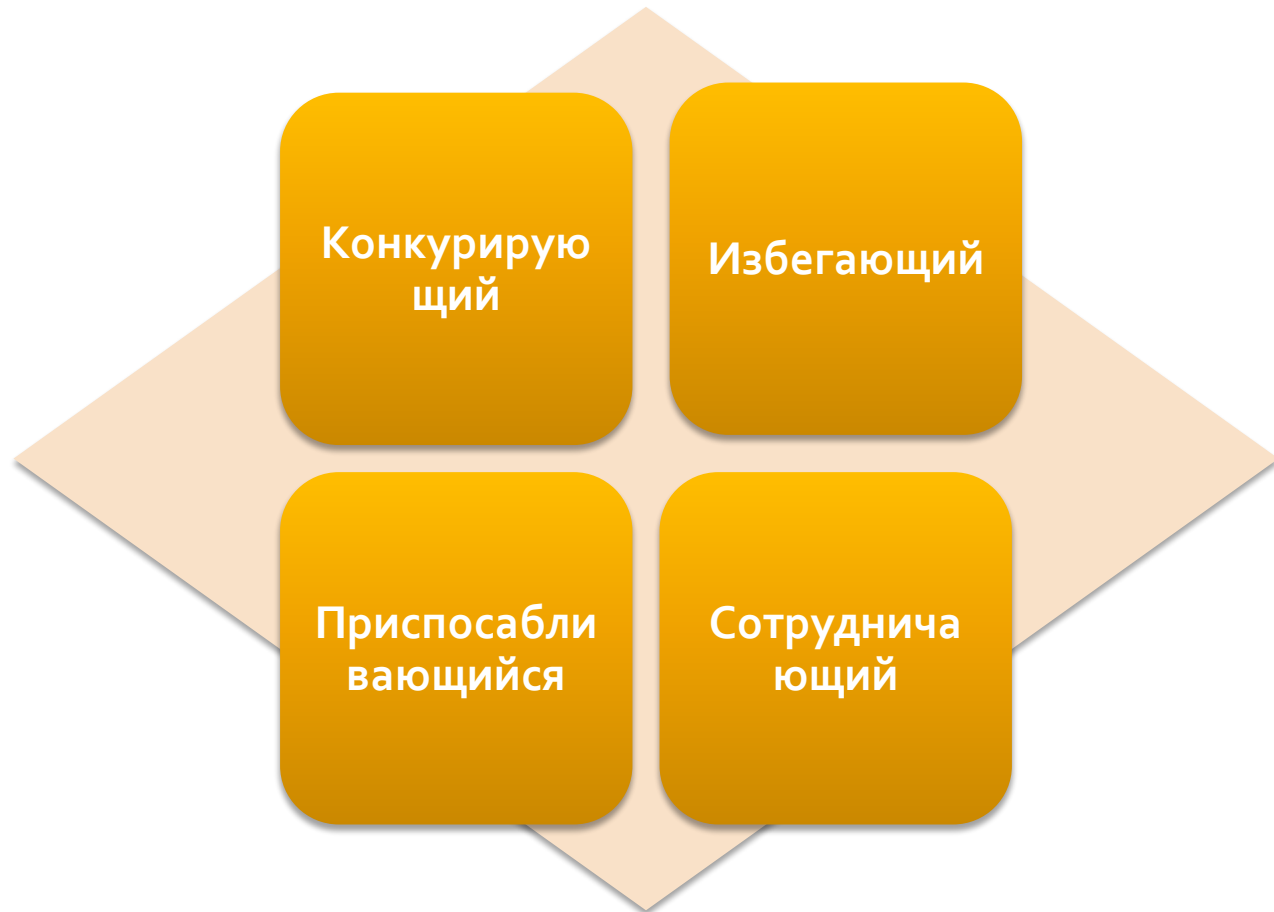 Конкурирую
щий
Избегающий
Приспосабли
вающийся
Сотруднича
ющий